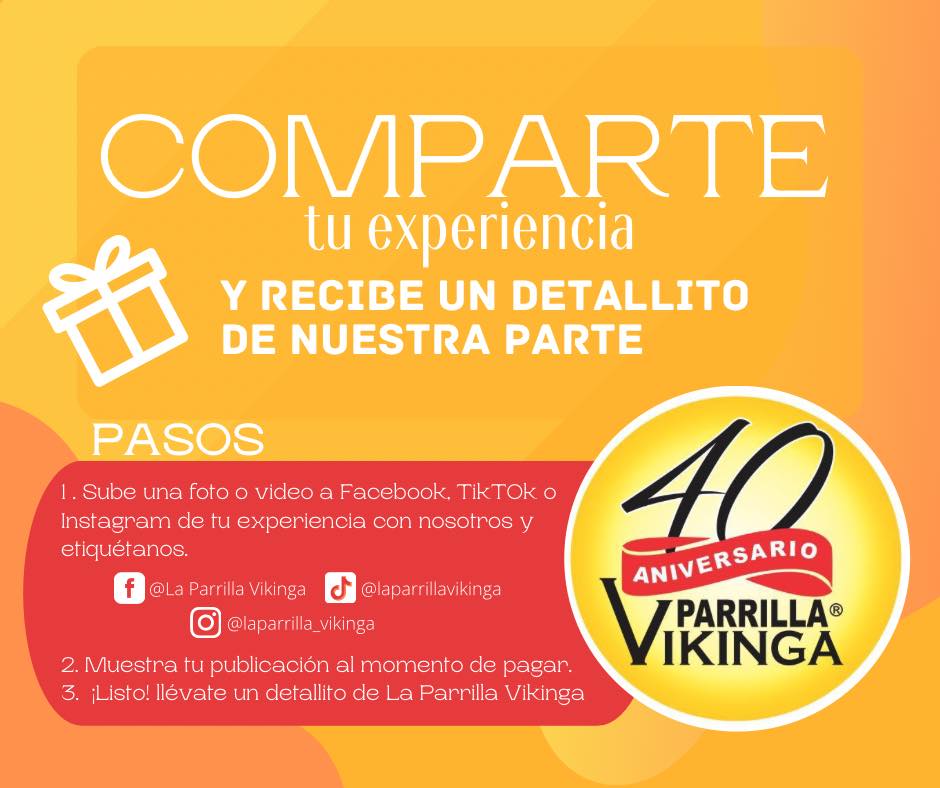 COMPARTE
tu experiencia
Y RECIBE UN DETALLITO
DE NUESTRA PARTE
PASOS
1. Sube una foto o video a Facebook, TikTOk o
Instagram de tu experiencia con nosotros y
etiquétanos.
@La Parrilla Vikinga @laparrillavikinga
@laparrilla_vikinga
2. Muestra tu publicación al momento de pagar.
3. ¡Listo! llévate un detallito de La Parrilla Vikinga
40
ANIVERSARIO
PARRILLA®
VIKINGA